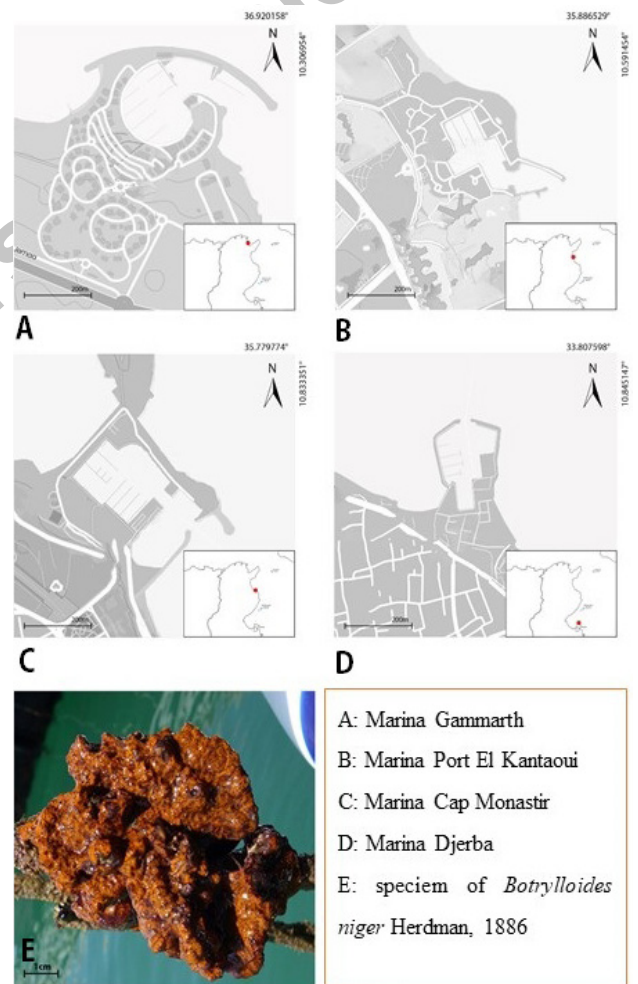 36.920158°
N
10.306954°
Jamaa
200m
A
35.886529°
N
10.591454°
200m
B
35.779774°
N
10.833351°
200m
C
33.807598°
N
10.845147°
200m
D
E
1cm
A: Marina Gammarth
B: Marina Port El Kantaoui
C: Marina Cap Monastir
D: Marina Djerba
E: speciem of Botrylloides
niger Herdman, 1886